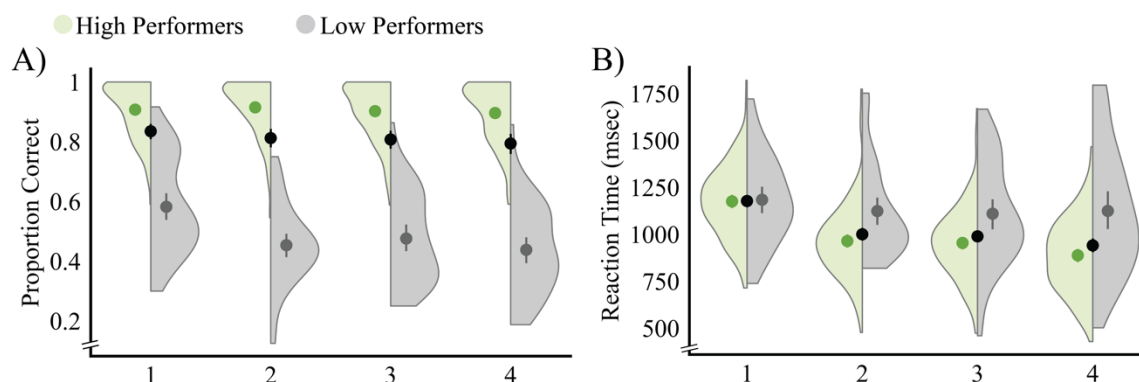 High Performers Low Performers
A)
Proportion Correct
1
0.8
0.6
0.4
0.2
1 2 3 4
B)
Reaction Time (msec)
1750
1500
1250
1000
750
500
1 2 3 4